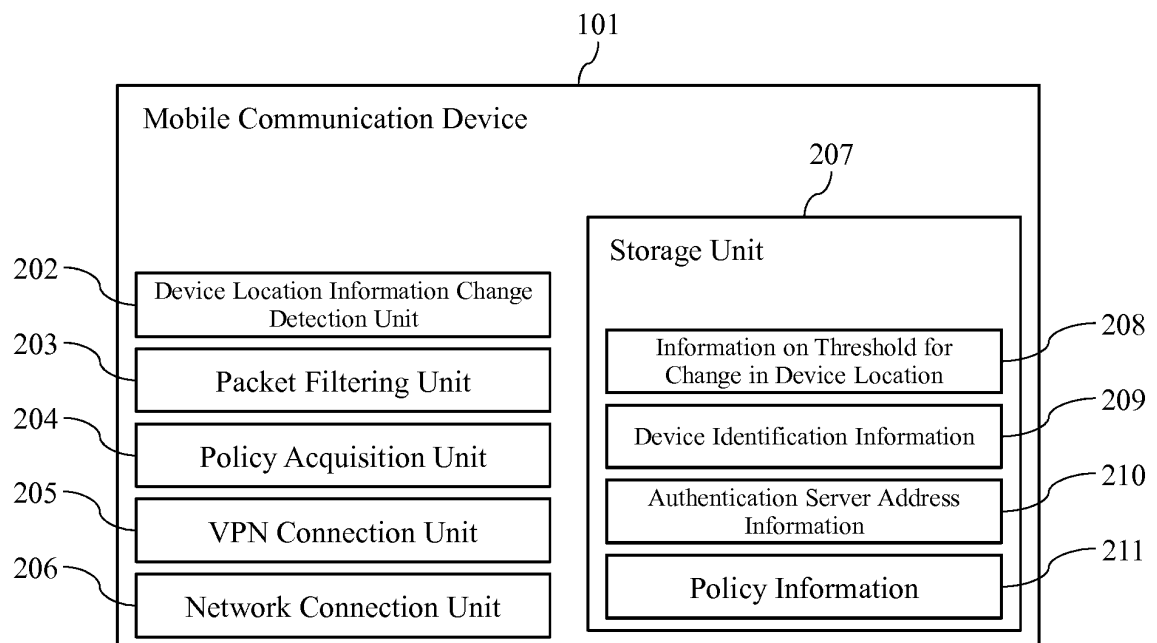 101
Mobile Communication Device
207
Storage Unit
202
Device Location Information Change
Detection Unit
203
Packet Filtering Unit
204
Policy Acquisition Unit
205
VPN Connection Unit
206
Network Connection Unit
208
Information on Threshold for
Change in Device Location
209
Device Identification Information
210
Authentication Server Address
Information
211
Policy Information